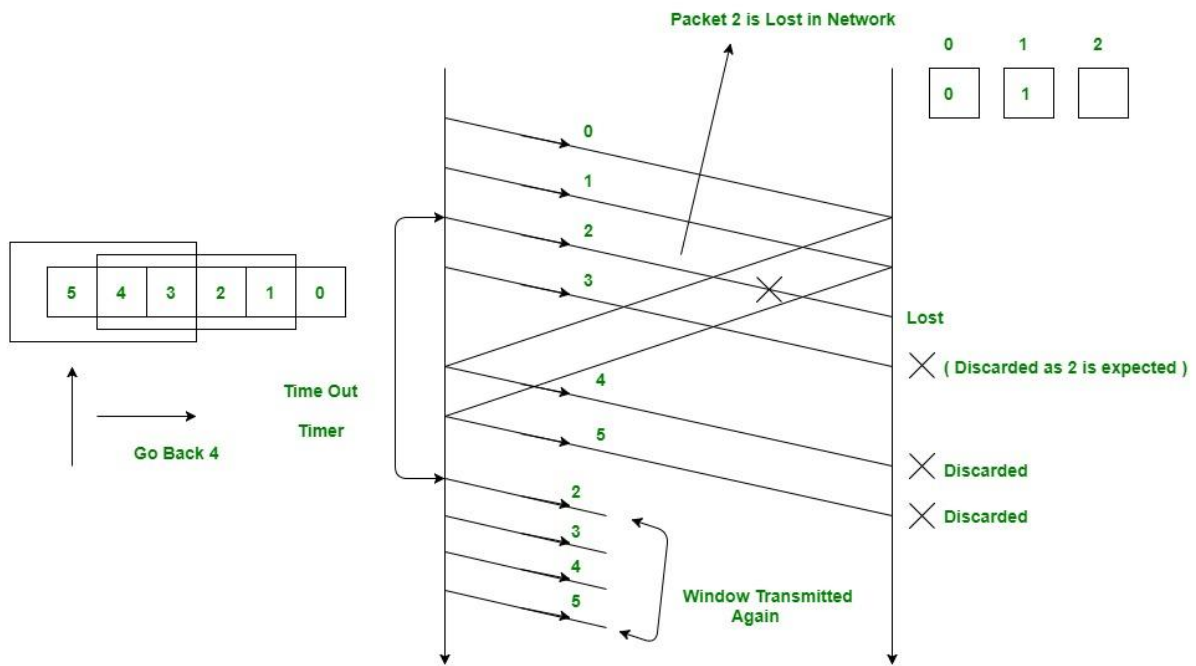 Packet 2 is Lost in Network
0 1 2
0 1
0
1
2
3
5 4 3 2 1 0
Lost
( Discarded as 2 is expected )
Time Out
Timer
Go Back 4
4
5
Discarded
Discarded
2
3
4
5
Window Transmitted
Again